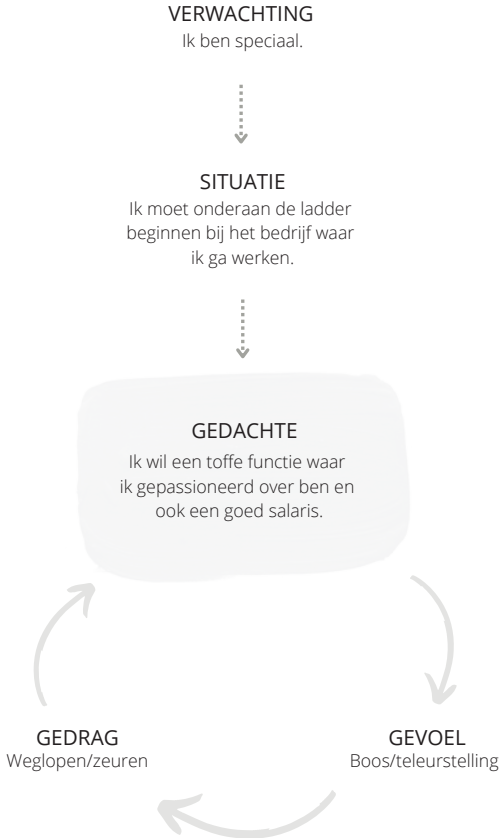 VERWACHTING
Ik ben speciaal.
SITUATIE
Ik moet onderaan de ladder
beginnen bij het bedrijf waar
ik ga werken.
GEDACHTE
Ik wil een toffe functie waar
ik gepassioneerd over ben en
ook een goed salaris.
GEDRAG
Weglopen/zeuren
GEVOEL
Boos/teleurstelling